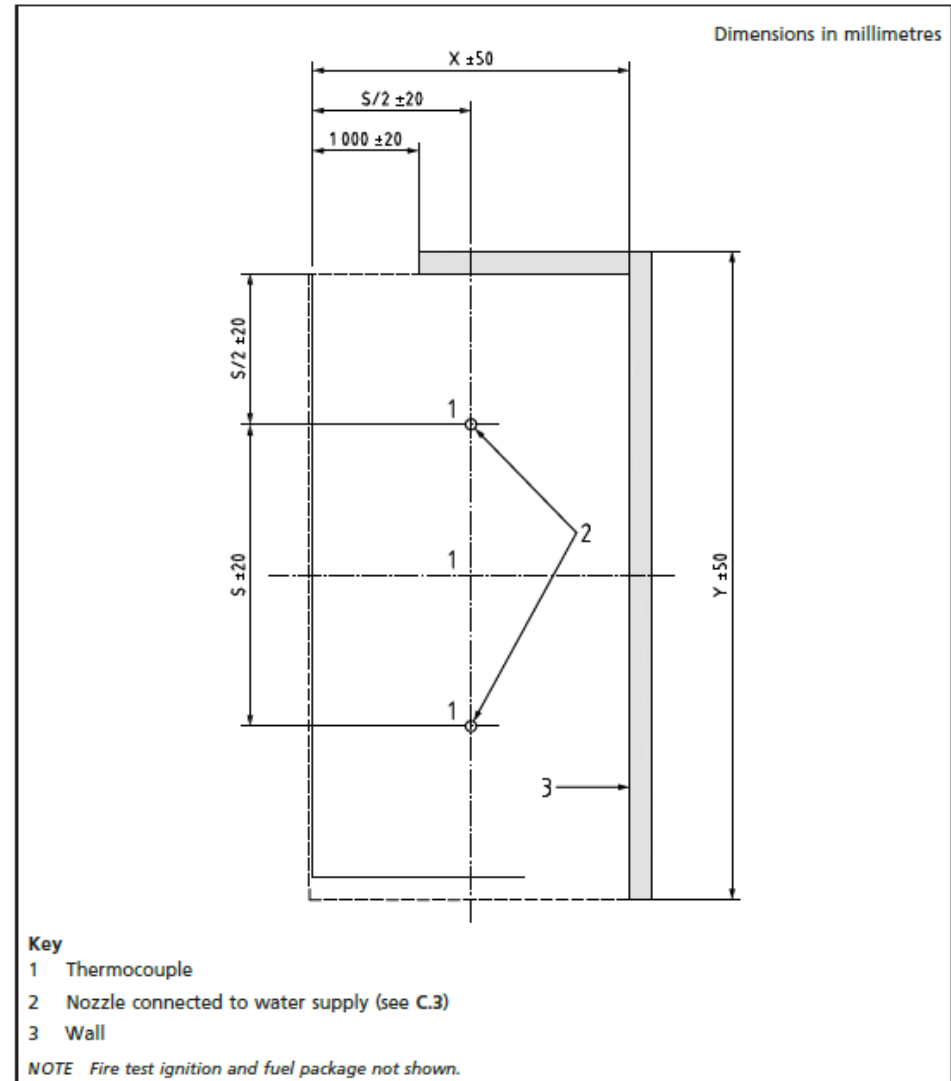 Dimensions in millimetres
X ±50
S/2 ±20
1 000 ±20
S/2 ±20
1
2
1
S ±20
Y ±50
1
3
Key
1 Thermocouple
2 Nozzle connected to water supply (see C.3)
3 Wall
NOTE Fire test ignition and fuel package not shown.